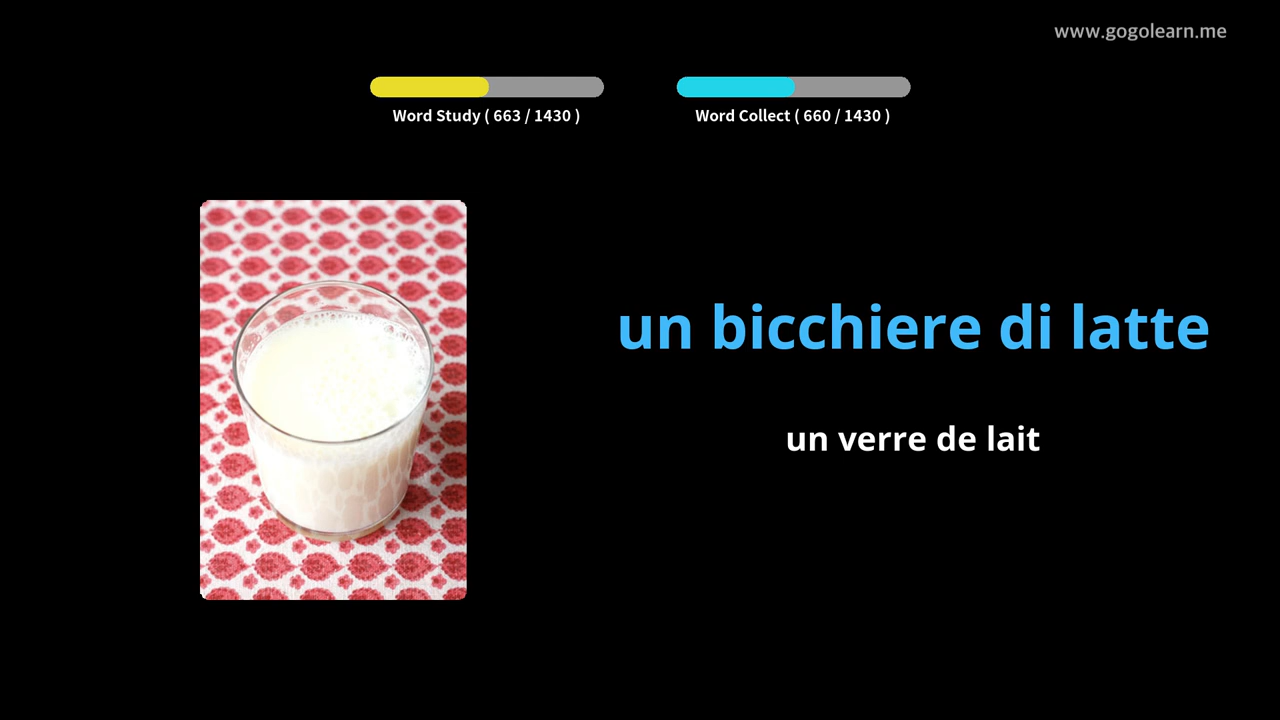 www.gogolearn.me
Word Study ( 663 / 1430 )
Word Collect ( 660 / 1430 )
un bicchiere di latte
un verre de lait